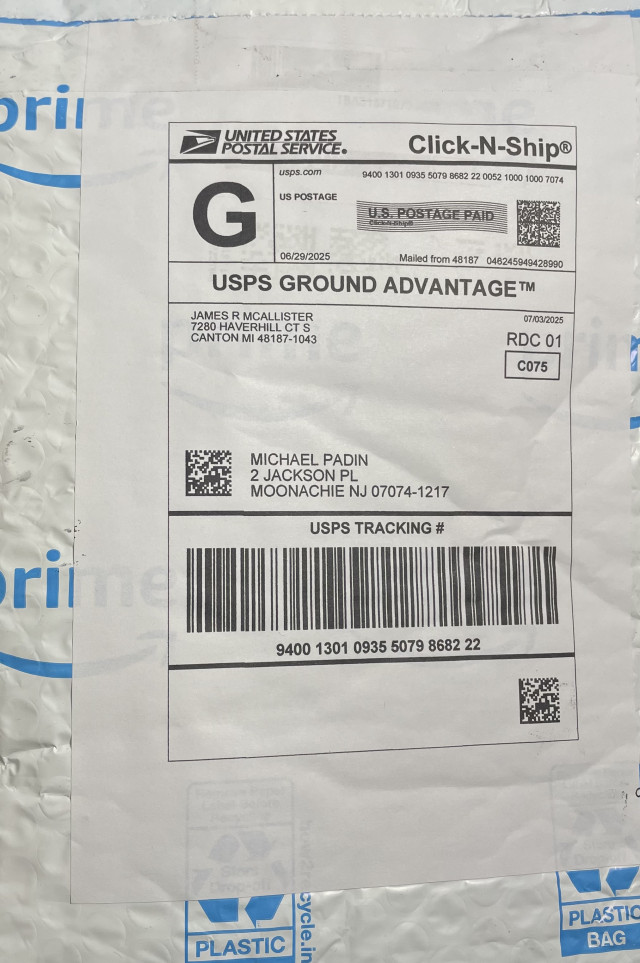 prime
UNITED STATES
POSTAL SERVICE®
Click-N-Ship®
usps.com
9400 1301 0935 5079 8682 22 0052 1000 1000 7074
G
US POSTAGE
U.S. POSTAGE PAID
Click-N-Ship®
06/29/2025
Mailed from 48187 046245949428990
USPS GROUND ADVANTAGE™
JAMES R MCALLISTER
7280 HAVERHILL CT S
CANTON MI 48187-1043
07/03/2025
RDC 01
C075
prime
MICHAEL PADIN
2 JACKSON PL
MOONACHIE NJ 07074-1217
USPS TRACKING #
prime
9400 1301 0935 5079 8682 22
PLASTIC
PLASTIC
BAG